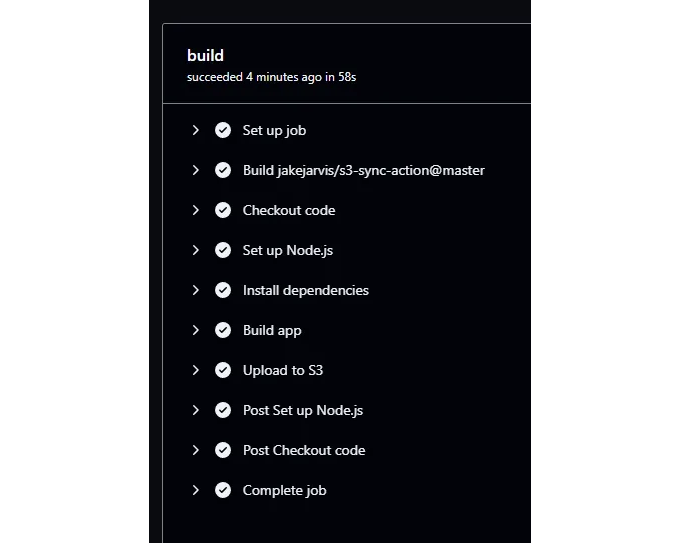 build
succeeded 4 minutes ago in 58s
Set up job
Build jakejarvis/s3-sync-action@master
Checkout code
Set up Node.js
Install dependencies
Build app
Upload to S3
Post Set up Node.js
Post Checkout code
Complete job